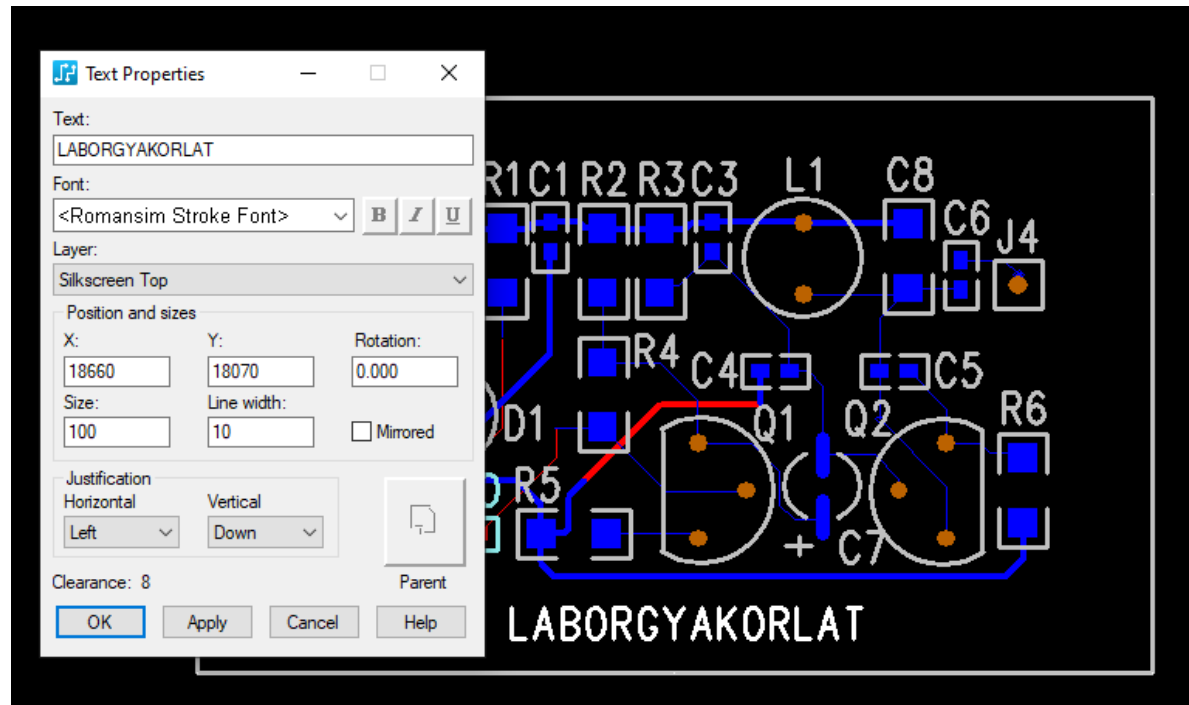 Text Properties
Text:
LABORGYAKORLAT
Font:
<Romansim Stroke Font>
B I U
Layer:
Silkscreen Top
Position and sizes
X: Y: Rotation:
18660 18070 0.000
Size: Line width:
100 10 Mirrored
Justification
Horizontal Vertical
Left Down
Clearance: 8 Parent
OK Apply Cancel Help
R1 C1 R2 R3 C3 L1 C8
C6 J4
R4 C4 C5
D1 Q1 Q2 R6
R5
+ C7
LABORGYAKORLAT